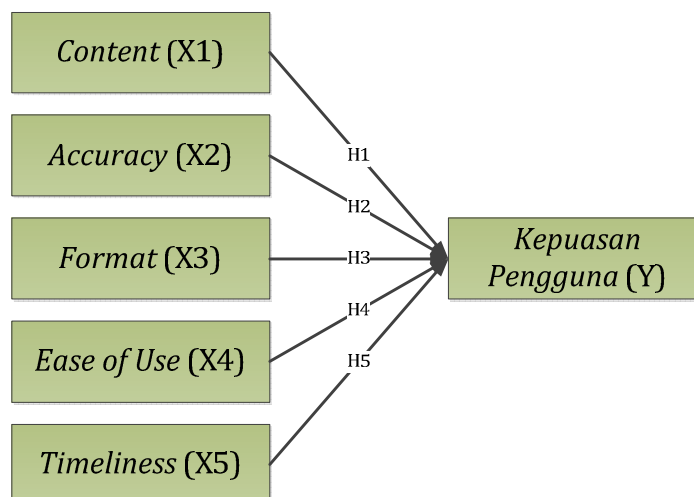 Content (X1)
Accuracy (X2)
Format (X3)
Ease of Use (X4)
Timeliness (X5)
H1
H2
H3
H4
H5
Kepuasan
Pengguna (Y)